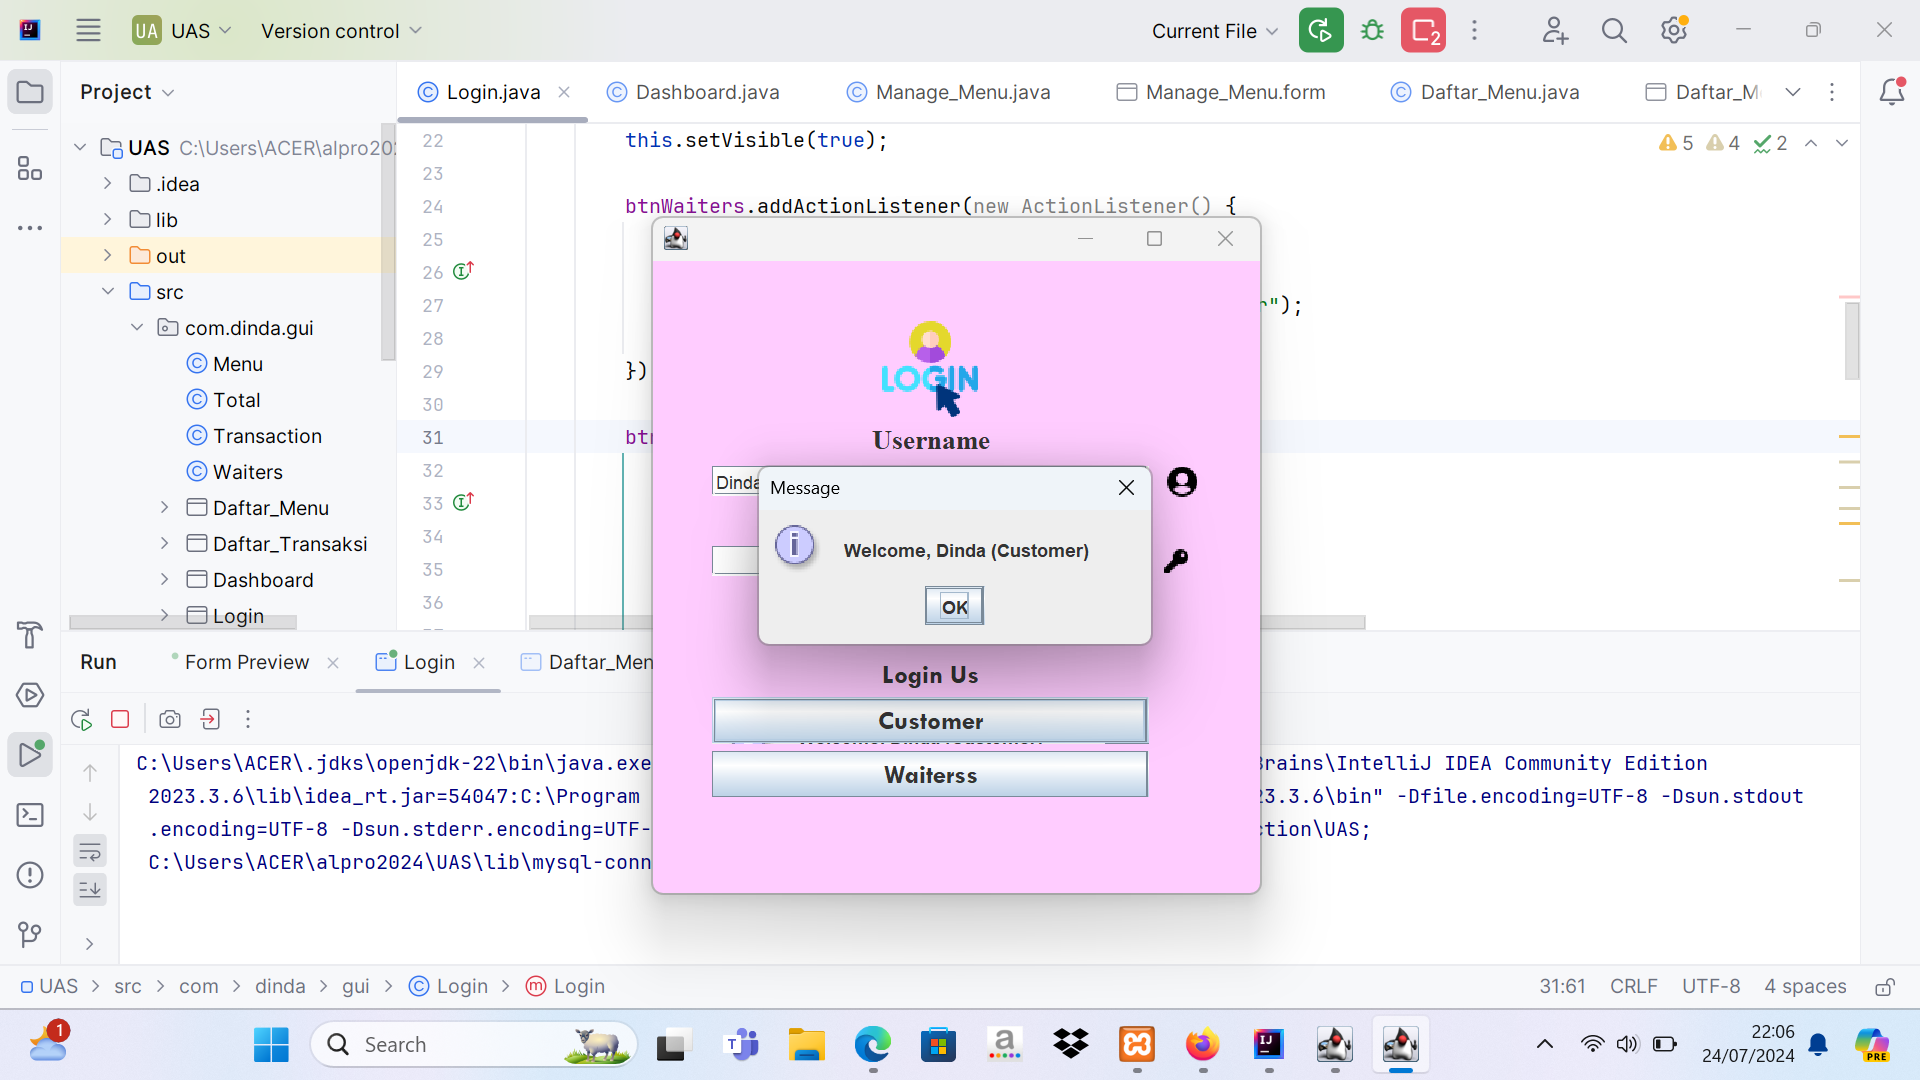 UA UAS Version control Current File 2
Project
Login.java Dashboard.java Manage_Menu.java Manage_Menu.form Daftar_Menu.java Daftar_M
UAS C:\Users\ACER\alpro20
.idea
lib
out
src
com.dinda.gui
Menu
Total
Transaction
Waiters
Daftar_Menu
Daftar_Transaksi
Dashboard
Login
22 this.setVisible(true);
5 4 2
23
24 btnWaiters.addActionListener(new ActionListener() {
25
26
27 ");
28
29 })
30
31 btn
32
33
34
35
36
LOGIN
Username
Dinda
Message
Welcome, Dinda (Customer)
OK
Login Us
Customer
Waiterss
Run Form Preview Login Daftar_Men
C:\Users\ACER\.jdks\openjdk-22\bin\java.exe rains\IntelliJ IDEA Community Edition
2023.3.6\lib\idea_rt.jar=54047:C:\Program 23.3.6\bin" -Dfile.encoding=UTF-8 -Dsun.stdout
.encoding=UTF-8 -Dsun.stderr.encoding=UTF- ction\UAS;
C:\Users\ACER\alpro2024\UAS\lib\mysql-conn
UAS > src > com > dinda > gui > Login > Login
31:61 CRLF UTF-8 4 spaces
1
Search
22:06
24/07/2024
PRE